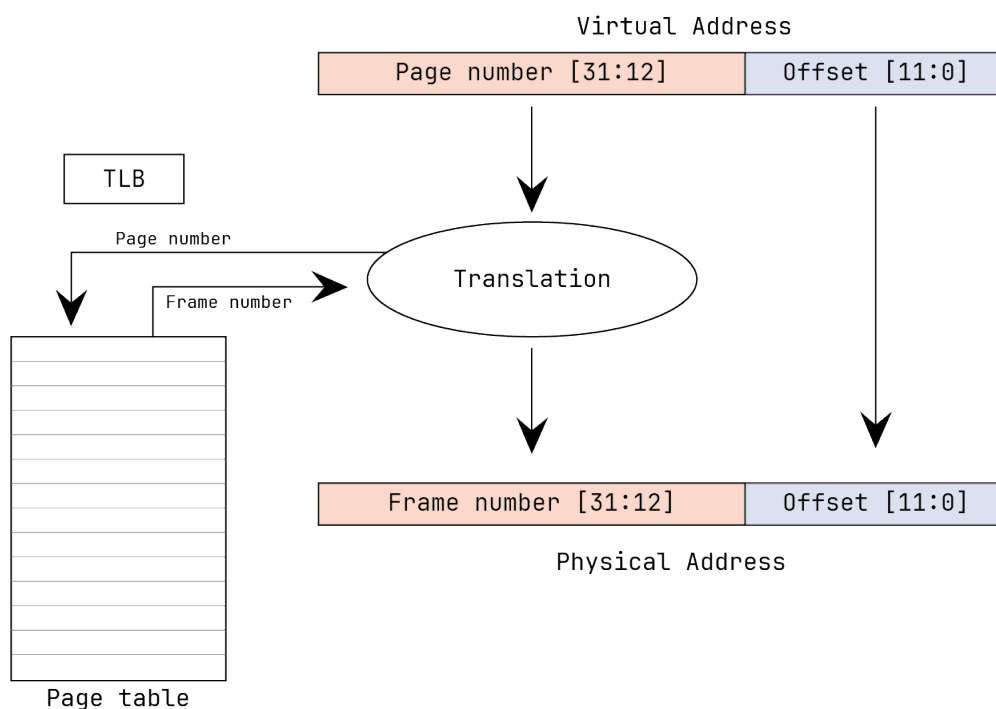 Virtual Address
Page number [31:12]
Offset [11:0]
TLB
Page number
Translation
Frame number
Frame number [31:12]
Offset [11:0]
Physical Address
Page table